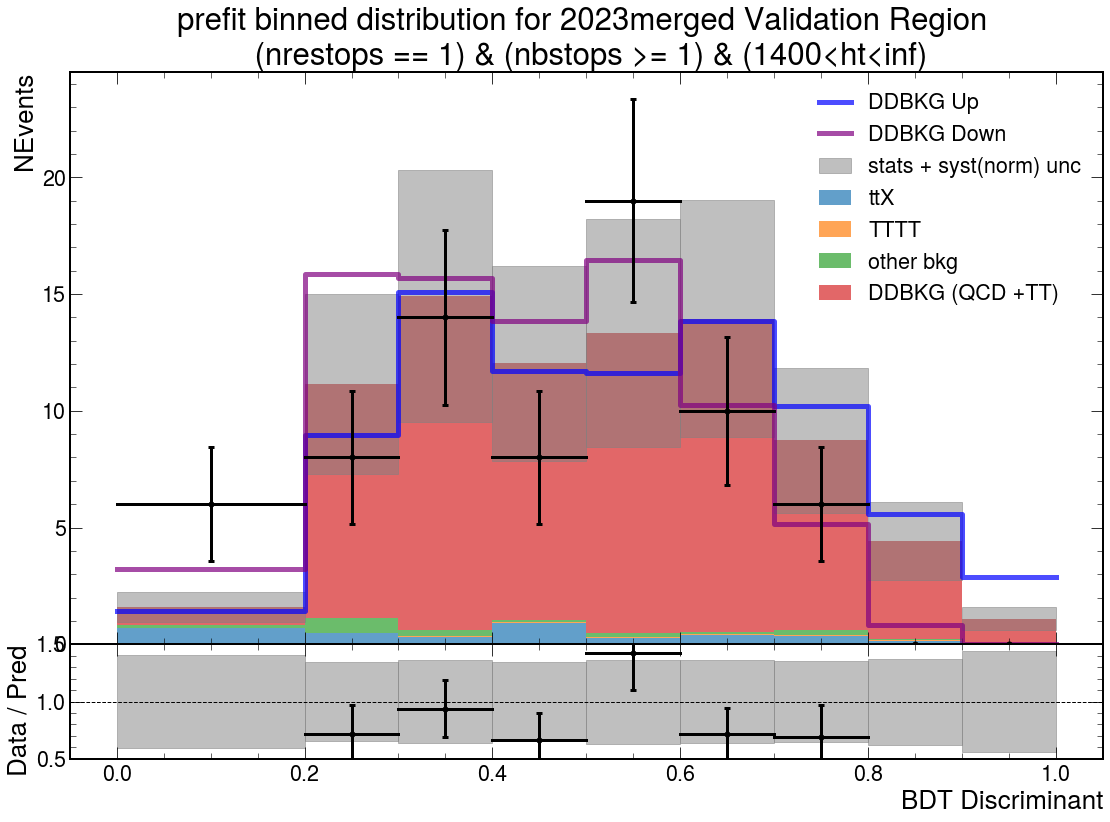 prefit binned distribution for 2023merged Validation Region
(nrestops == 1) & (nbstops >= 1) & (1400<ht<inf)
NEvents
DDBKG Up
DDBKG Down
stats + syst(norm) unc
ttX
TTTT
other bkg
DDBKG (QCD +TT)
20
15
10
5
0
Data / Pred
1.5
1.0
0.5
0.0 0.2 0.4 0.6 0.8 1.0
BDT Discriminant